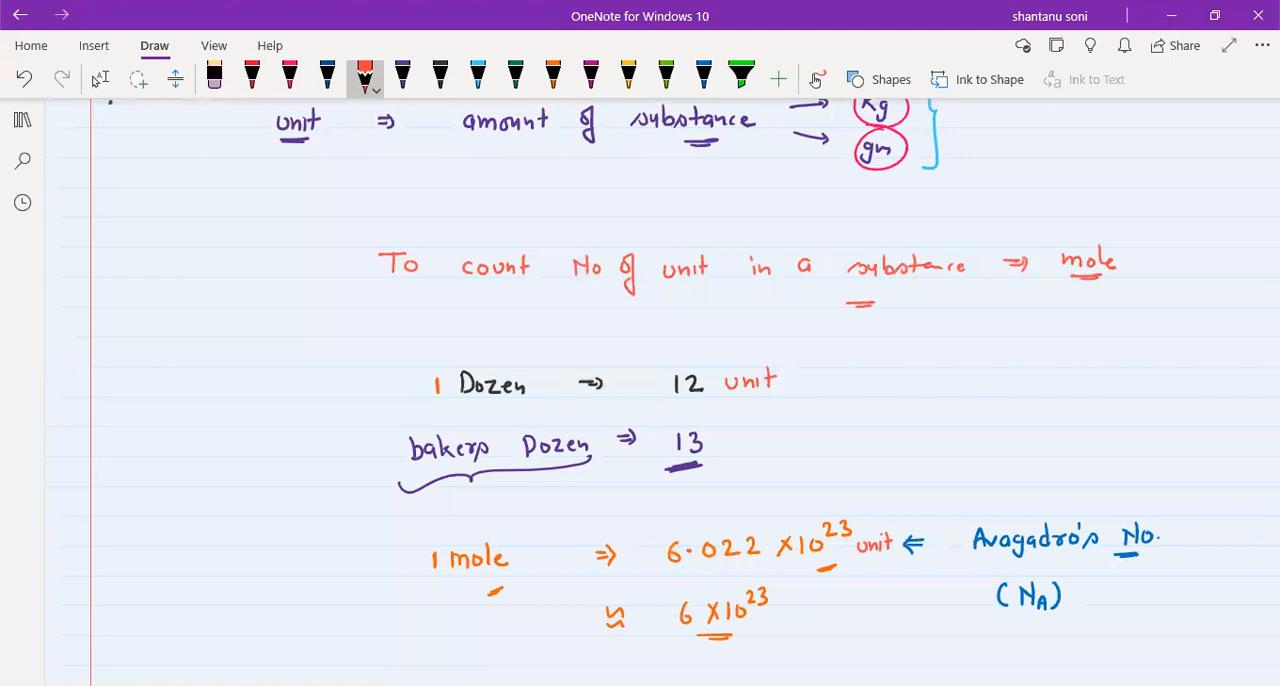 OneNote for Windows 10
shantanu soni
Home Insert Draw View Help
Share
Shapes Ink to Shape Ink to Text
unit ⇒ amount of substance → Kg
→ gm
To count No of unit in a substance ⇒ mole
1 Dozen ⇒ 12 unit
bakers Dozen ⇒ 13
1 mole ⇒ 6.022 ×10^23 unit ⇐ Avagadro's No.
≈ 6 ×10^23 (NA)